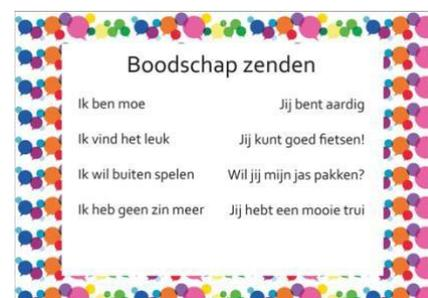 Boodschap zenden
Ik ben moe
Jij bent aardig
Ik vind het leuk
Jij kunt goed fietsen!
Ik wil buiten spelen
Wil jij mijn jas pakken?
Ik heb geen zin meer
Jij hebt een mooie trui